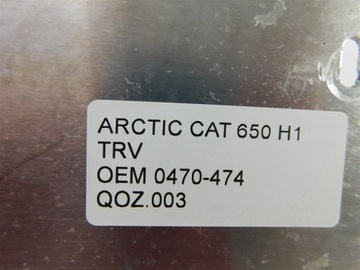 ARCTIC CAT 650 H1
TRV
OEM 0470-474
QOZ.003